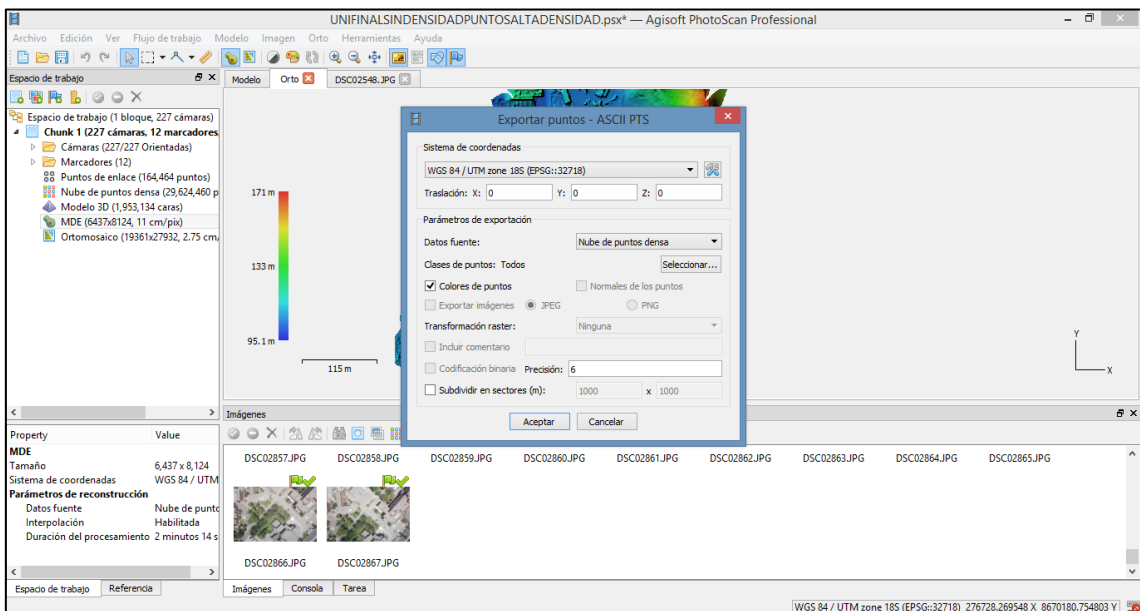 UNIFINALSINDENSIDADPUNTOSALTADENSIDAD.psx* — Agisoft PhotoScan Professional
Archivo Edición Ver Flujo de trabajo Modelo Imagen Orto Herramientas Ayuda
Espacio de trabajo
Modelo Orto DSC02548.JPG
Espacio de trabajo (1 bloque, 227 cámaras)
Chunk 1 (227 cámaras, 12 marcadores,
Cámaras (227/227 Orientadas)
Marcadores (12)
Puntos de enlace (164,464 puntos)
Nube de puntos densa (29,624,460 p
Modelo 3D (1,953,134 caras)
MDE (6437x8124, 11 cm/pix)
Ortomosaico (19361x27932, 2.75 cm,
171 m
133 m
95.1 m
115 m
Y
X
Exportar puntos - ASCII PTS
Sistema de coordenadas
WGS 84 / UTM zone 18S (EPSG::32718)
Traslación: X: 0 Y: 0 Z: 0
Parámetros de exportación
Datos fuente: Nube de puntos densa
Clases de puntos: Todos Seleccionar...
Colores de puntos Normales de los puntos
Exportar imágenes JPEG PNG
Transformación raster: Ninguna
Incluir comentario
Codificación binaria Precisión: 6
Subdividir en sectores (m): 1000 x 1000
Aceptar Cancelar
Property Value
MDE
Tamaño 6,437 x 8,124
Sistema de coordenadas WGS 84 / UTM
Parámetros de reconstrucción
Datos fuente Nube de punto
Interpolación Habilitada
Duración del procesamiento 2 minutos 14 s
Espacio de trabajo Referencia
Imágenes
DSC02857.JPG DSC02858.JPG DSC02859.JPG DSC02860.JPG DSC02861.JPG DSC02862.JPG DSC02863.JPG DSC02864.JPG DSC02865.JPG
DSC02866.JPG DSC02867.JPG
Imágenes Consola Tarea
WGS 84 / UTM zone 18S (EPSG::32718) 276728.269548 X 8670180.754803 Y